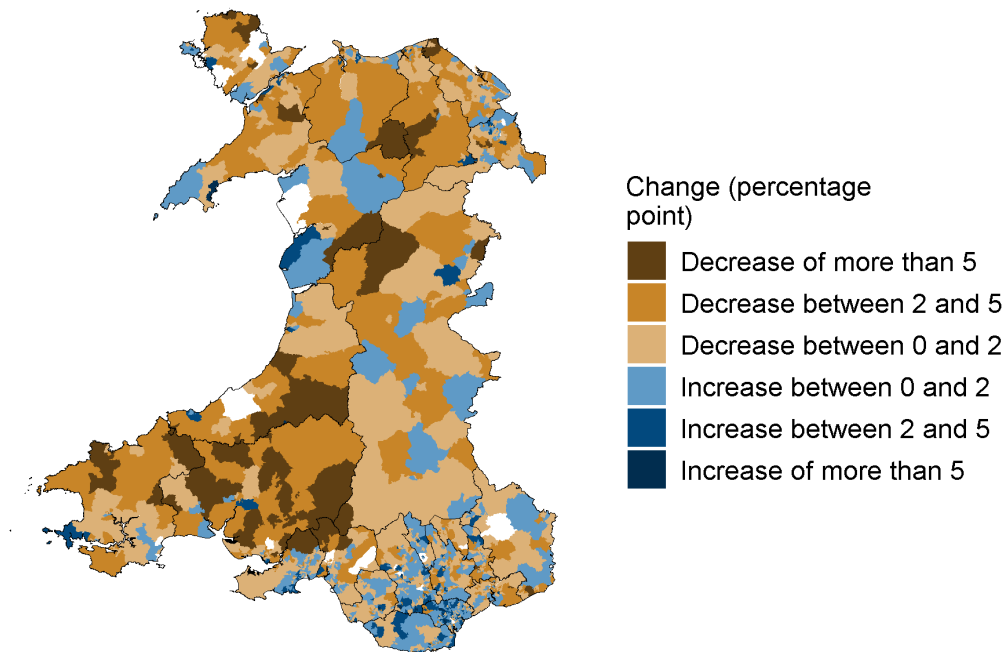 Change (percentage
point)
Decrease of more than 5
Decrease between 2 and 5
Decrease between 0 and 2
Increase between 0 and 2
Increase between 2 and 5
Increase of more than 5